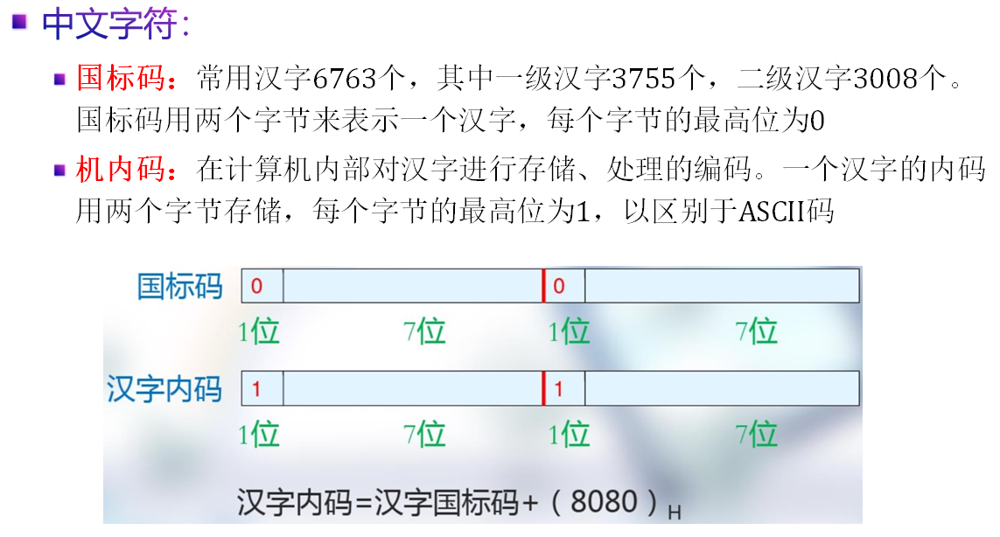 中文字符：
国标码：常用汉字6763个，其中一级汉字3755个，二级汉字3008个。
国标码用两个字节来表示一个汉字，每个字节的最高位为0
机内码：在计算机内部对汉字进行存储、处理的编码。一个汉字的内码
用两个字节存储，每个字节的最高位为1，以区别于ASCII码
国标码 0 0
1位 7位 1位 7位
汉字内码 1 1
1位 7位 1位 7位
汉字内码=汉字国标码+（8080）H